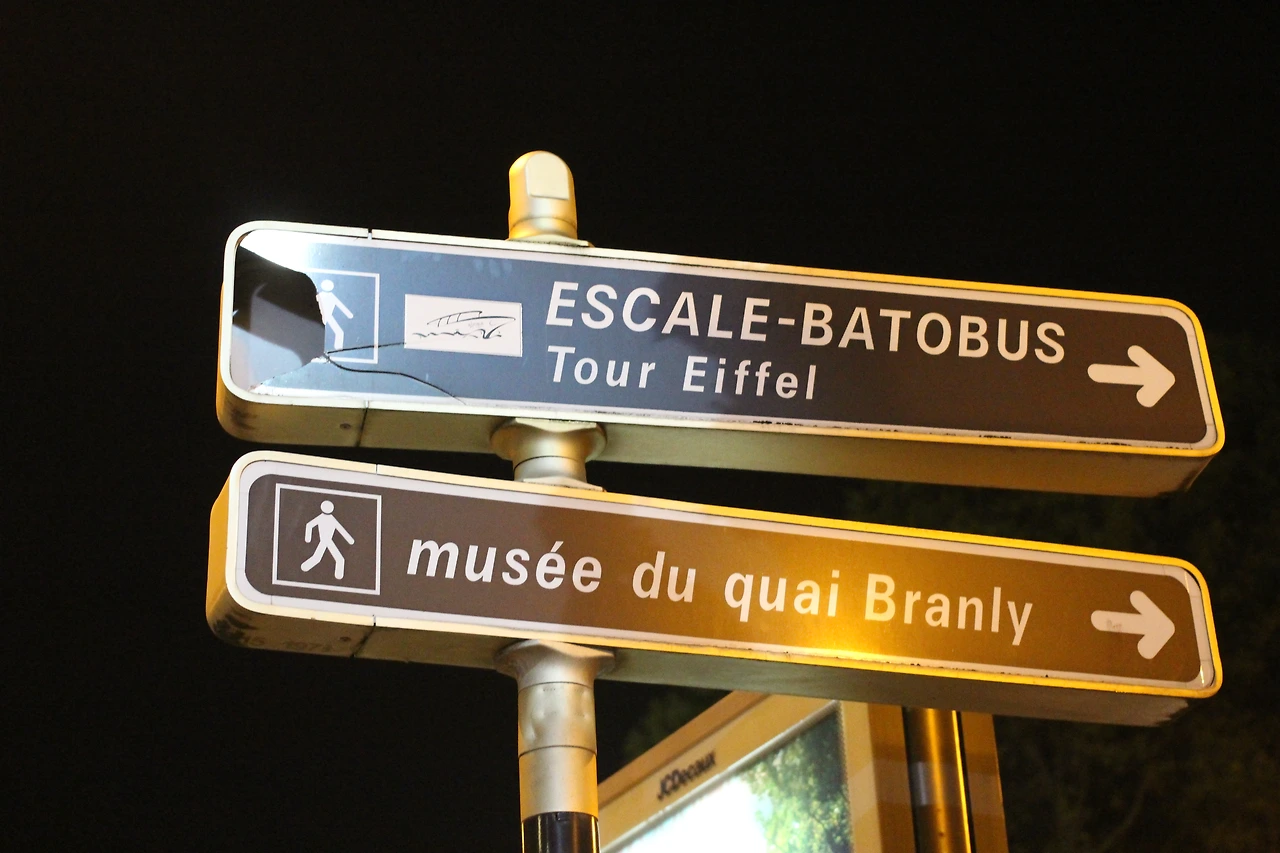 ESCALE-BATOBUS
Tour Eiffel
musée du quai Branly
JCDecaux